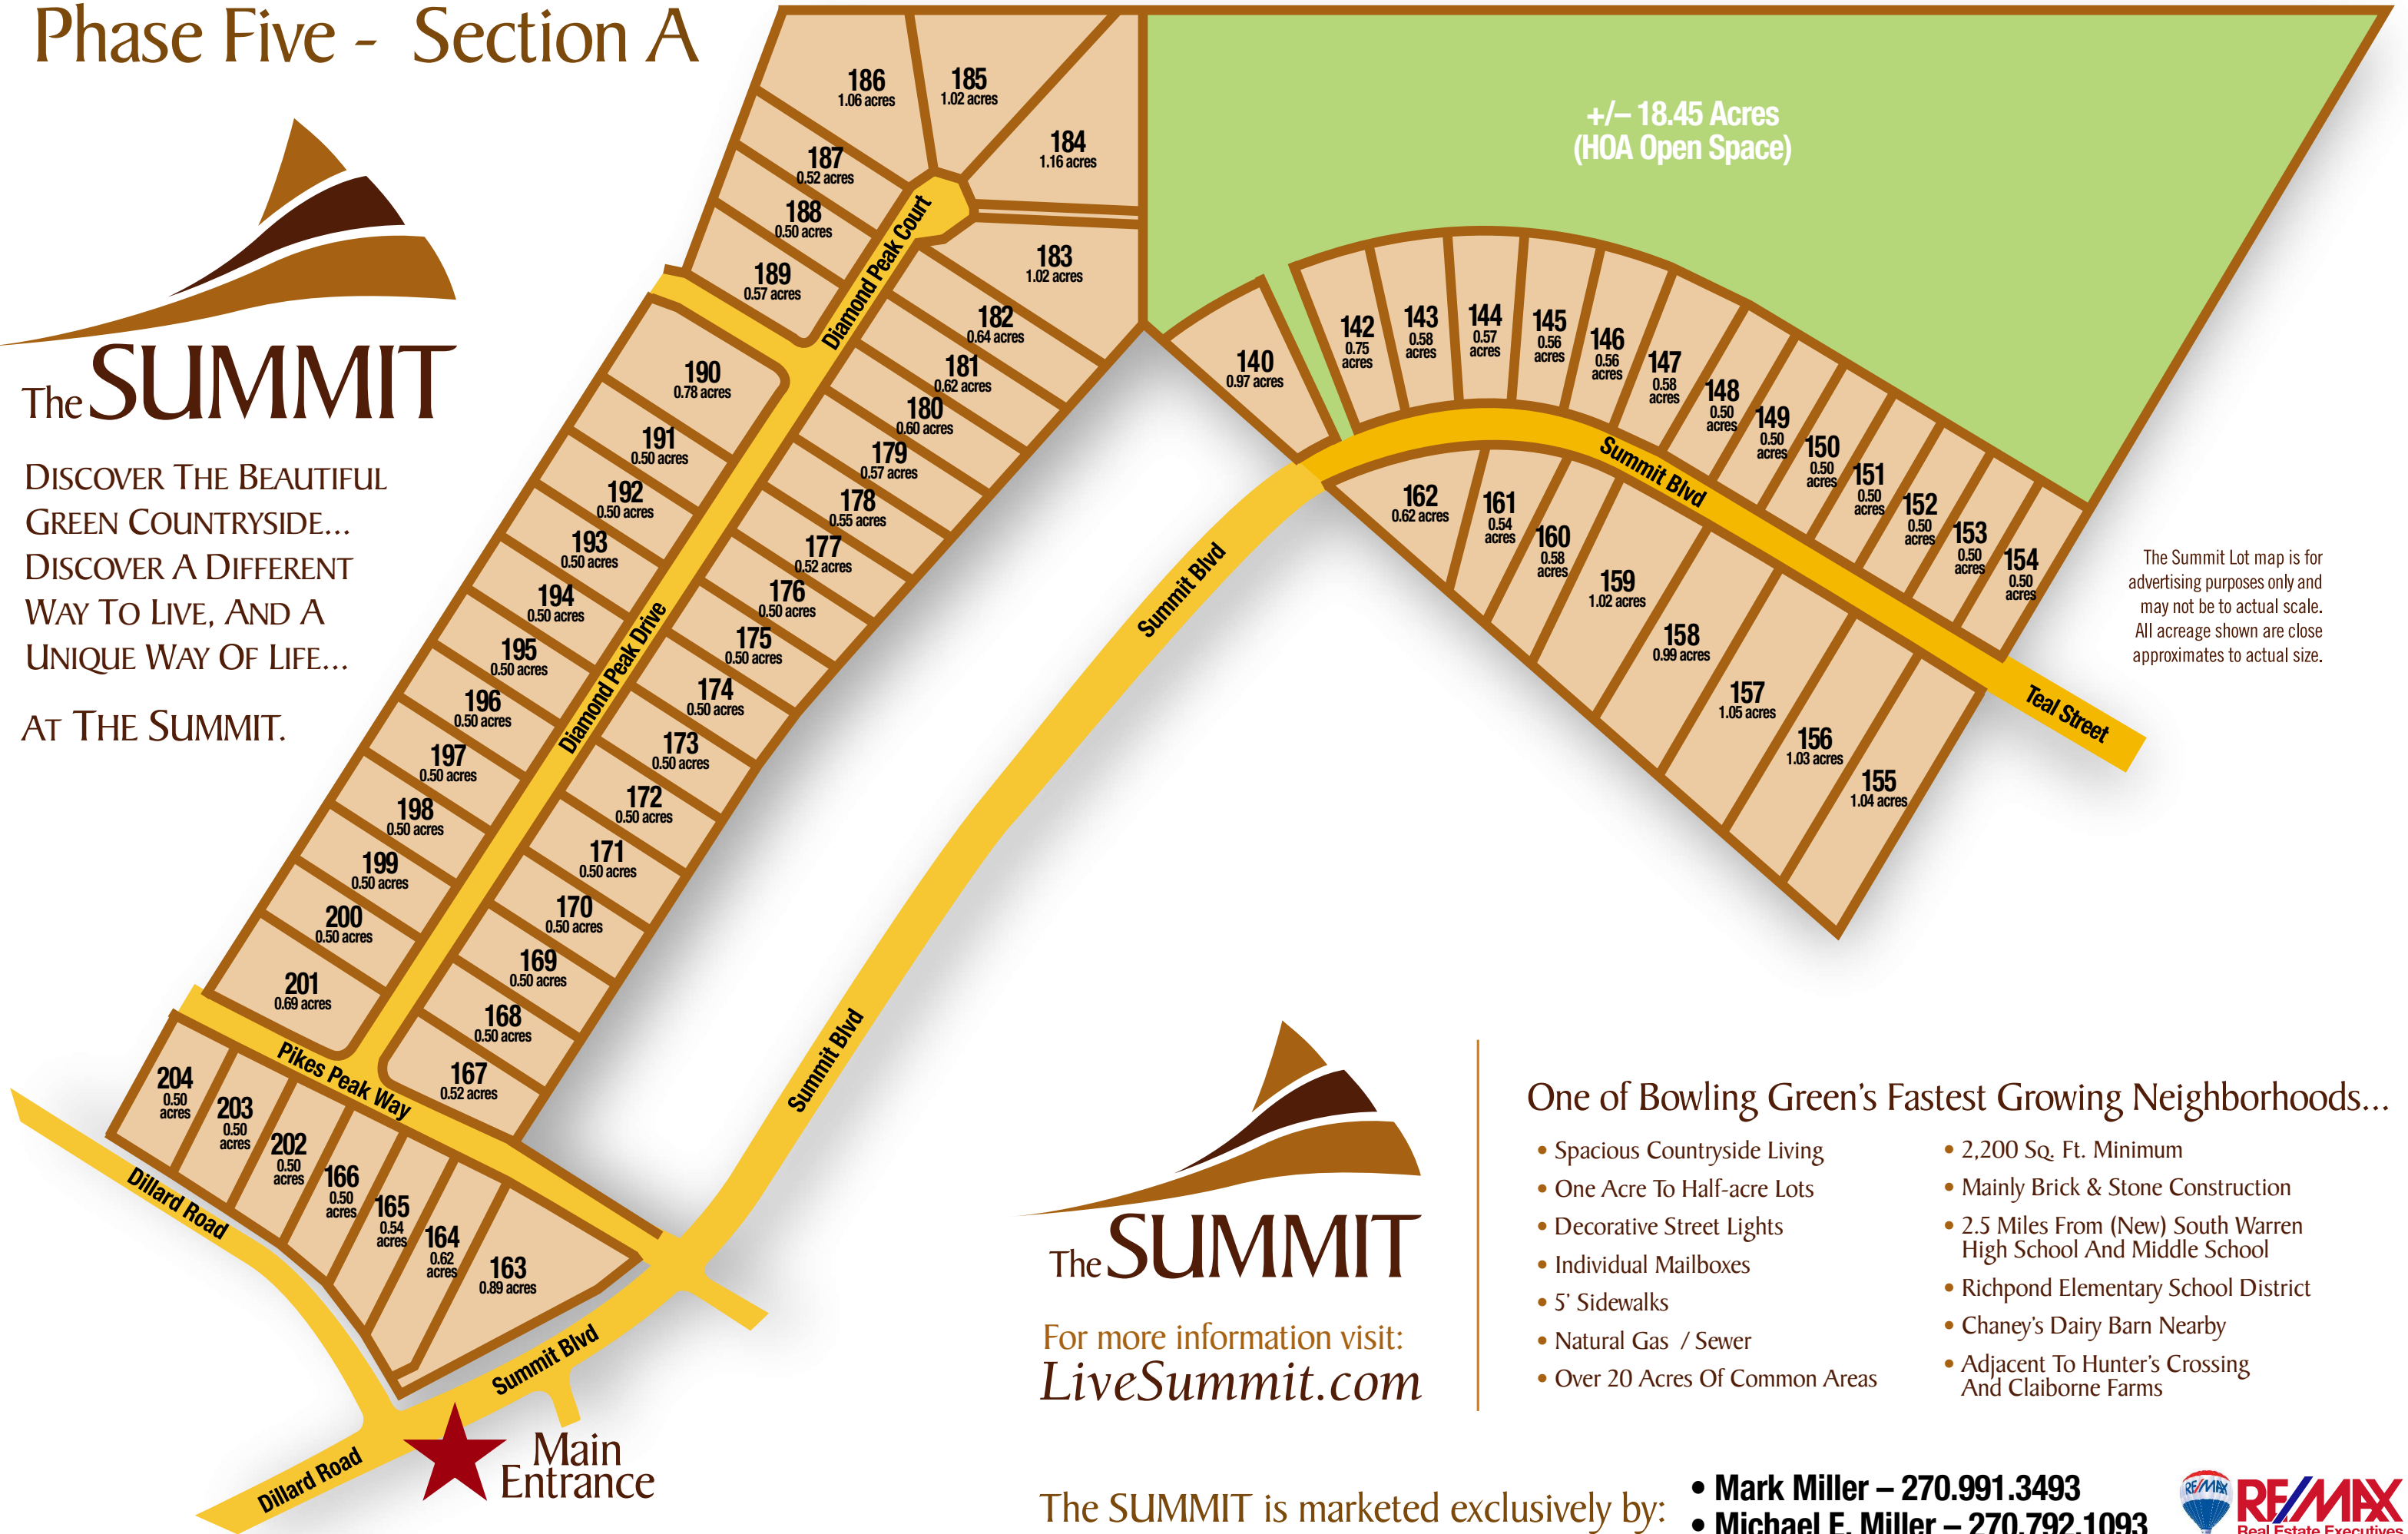 Phase Five - Section A
The SUMMIT
DISCOVER THE BEAUTIFUL
GREEN COUNTRYSIDE...
DISCOVER A DIFFERENT
WAY TO LIVE, AND A
UNIQUE WAY OF LIFE...
AT THE SUMMIT.
186
1.06 acres
185
1.02 acres
184
1.16 acres
187
0.52 acres
188
0.50 acres
189
0.57 acres
Diamond Peak Court
183
1.02 acres
182
0.64 acres
181
0.62 acres
180
0.60 acres
179
0.57 acres
178
0.55 acres
177
0.52 acres
176
0.50 acres
175
0.50 acres
174
0.50 acres
173
0.50 acres
172
0.50 acres
171
0.50 acres
170
0.50 acres
169
0.50 acres
168
0.50 acres
167
0.52 acres
190
0.78 acres
191
0.50 acres
192
0.50 acres
193
0.50 acres
194
0.50 acres
195
0.50 acres
196
0.50 acres
197
0.50 acres
198
0.50 acres
199
0.50 acres
200
0.50 acres
201
0.69 acres
Diamond Peak Drive
Pikes Peak Way
204
0.50
acres
203
0.50
acres
202
0.50
acres
166
0.50
acres
165
0.54
acres
164
0.62
acres
163
0.89 acres
Dillard Road
Dillard Road
Summit Blvd
Main
Entrance
Summit Blvd
Summit Blvd
+/– 18.45 Acres
(HOA Open Space)
140
0.97 acres
142
0.75
acres
143
0.58
acres
144
0.57
acres
145
0.56
acres
146
0.56
acres
147
0.58
acres
148
0.50
acres
149
0.50
acres
150
0.50
acres
151
0.50
acres
152
0.50
acres
153
0.50
acres
154
0.50
acres
Summit Blvd
Teal Street
162
0.62 acres
161
0.54
acres
160
0.58
acres
159
1.02 acres
158
0.99 acres
157
1.05 acres
156
1.03 acres
155
1.04 acres
The Summit Lot map is for
advertising purposes only and
may not be to actual scale.
All acreage shown are close
approximates to actual size.
The SUMMIT
For more information visit:
LiveSummit.com
One of Bowling Green's Fastest Growing Neighborhoods...
• Spacious Countryside Living
• One Acre To Half-acre Lots
• Decorative Street Lights
• Individual Mailboxes
• 5' Sidewalks
• Natural Gas / Sewer
• Over 20 Acres Of Common Areas
• 2,200 Sq. Ft. Minimum
• Mainly Brick & Stone Construction
• 2.5 Miles From (New) South Warren
High School And Middle School
• Richpond Elementary School District
• Chaney's Dairy Barn Nearby
• Adjacent To Hunter's Crossing
And Claiborne Farms
The SUMMIT is marketed exclusively by:
• Mark Miller – 270.991.3493
• Michael E. Miller – 270.792.1093
RE/MAX
RE/MAX
Real Estate Executives